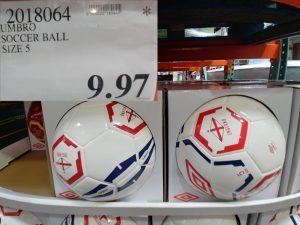 2018064
UMBRO
SOCCER BALL
SIZE 5
9.97